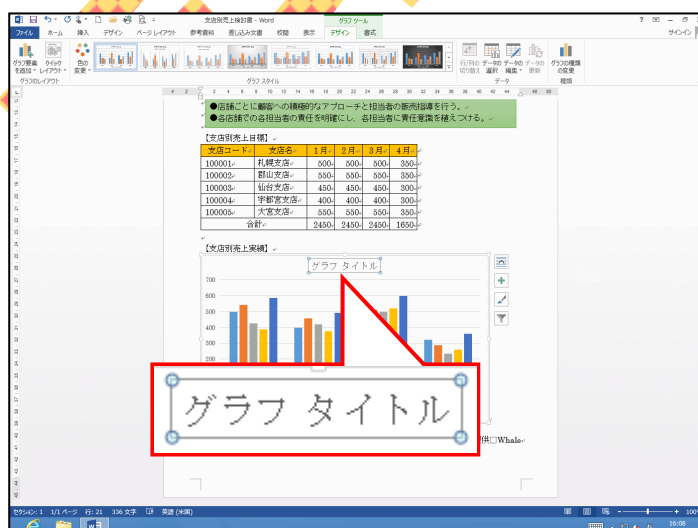 支店別売上検討書 - Word
グラフ ツール
サインイン
ファイル ホーム 挿入 デザイン ページ レイアウト 参考資料 差し込み文書 校閲 表示 デザイン 書式
グラフ要素を追加 クイック レイアウト 色の変更 行/列の切り替え データの選択 データの編集 データの更新 グラフの種類の変更
グラフのレイアウト グラフ スタイル データ 種類
●店舗ごとに顧客への積極的なアプローチと担当者の販売指導を行う。
●各店舗での各担当者の責任を明確にし、各担当者に責任意識を植えつける。
【支店別売上目標】
支店コード 支店名 1月 2月 3月 4月
100001 札幌支店 500 500 500 350
100002 郡山支店 550 550 550 350
100003 仙台支店 450 450 450 300
100004 宇都宮支店 400 400 400 300
100005 大宮支店 550 550 550 350
合計 2450 2450 2450 1650
【支店別売上実績】
グラフ タイトル
700
600
500
400
300
200
グラフ タイトル
供□Whale
セクション: 1 1/1 ページ 行: 21 336 文字 英語 (米国)
100%
16:00